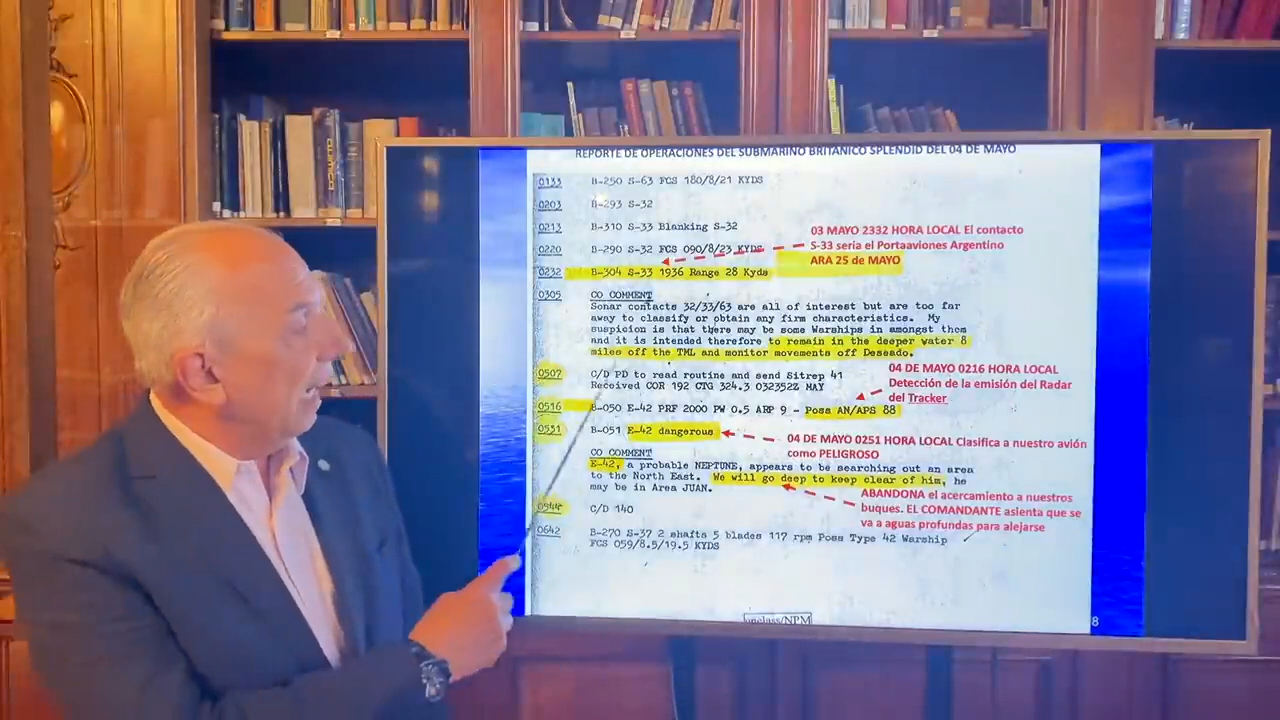 REPORTE DE OPERACIONES DEL SUBMARINO BRITANICO SPLENDID DEL 04 DE MAYO
0133 B-250 S-63 FCS 180/8/21 KYDS
0203 B-293 S-32
0213 B-310 S-33 Blanking S-32
0220 B-290 S-32 FCS 090/8/23 KYDS
0232 B-304 S-33 1936 Range 28 Kyds
03 MAYO 2332 HORA LOCAL El contacto
S-33 seria el Portaaviones Argentino
ARA 25 de MAYO
0305 CO COMMENT
Sonar contacts 32/33/63 are all of interest but are too far
away to classify or obtain any firm characteristics. My
suspicion is that there may be some Warships in amongst them
and it is intended therefore to remain in the deeper water 8
miles off the TML and monitor movements off Deseado.
0507 C/D PD to read routine and send Sitrep 41
Received COR 192 CTG 324.3 032352Z MAY
04 DE MAYO 0216 HORA LOCAL
Detección de la emisión del Radar
del Tracker
0516 B-050 E-42 PRF 2000 PW 0.5 ARP 9 - Poss AN/APS 88
0531 B-051 E-42 dangerous
04 DE MAYO 0251 HORA LOCAL Clasifica a nuestro avión
como PELIGROSO
CO COMMENT
E-42, a probable NEPTUNE, appears to be searching out an area
to the North East. We will go deep to keep clear of him, he
may be in Area JUAN.
ABANDONA el acercamiento a nuestros
buques. EL COMANDANTE asienta que se
va a aguas profundas para alejarse
C/D 140
0642 B-270 S-37 2 shafts 5 blades 117 rpm Poss Type 42 Warship
FCS 059/8.5/19.5 KYDS
unclass/NPM
8